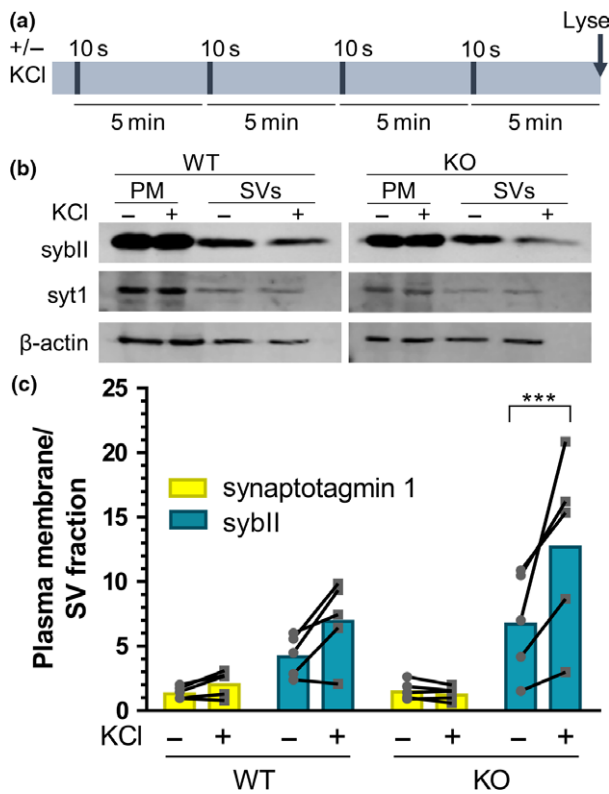 (a)
Lyse
+/–
KCl
10 s 10 s 10 s 10 s
5 min 5 min 5 min 5 min
(b)
WT KO
PM SVs PM SVs
KCl – + – + – + – +
sybII
syt1
β-actin
(c)
25
20
15
10
5
0
Plasma membrane/
SV fraction
synaptotagmin 1
sybII
***
KCl – + – + – + – +
WT KO